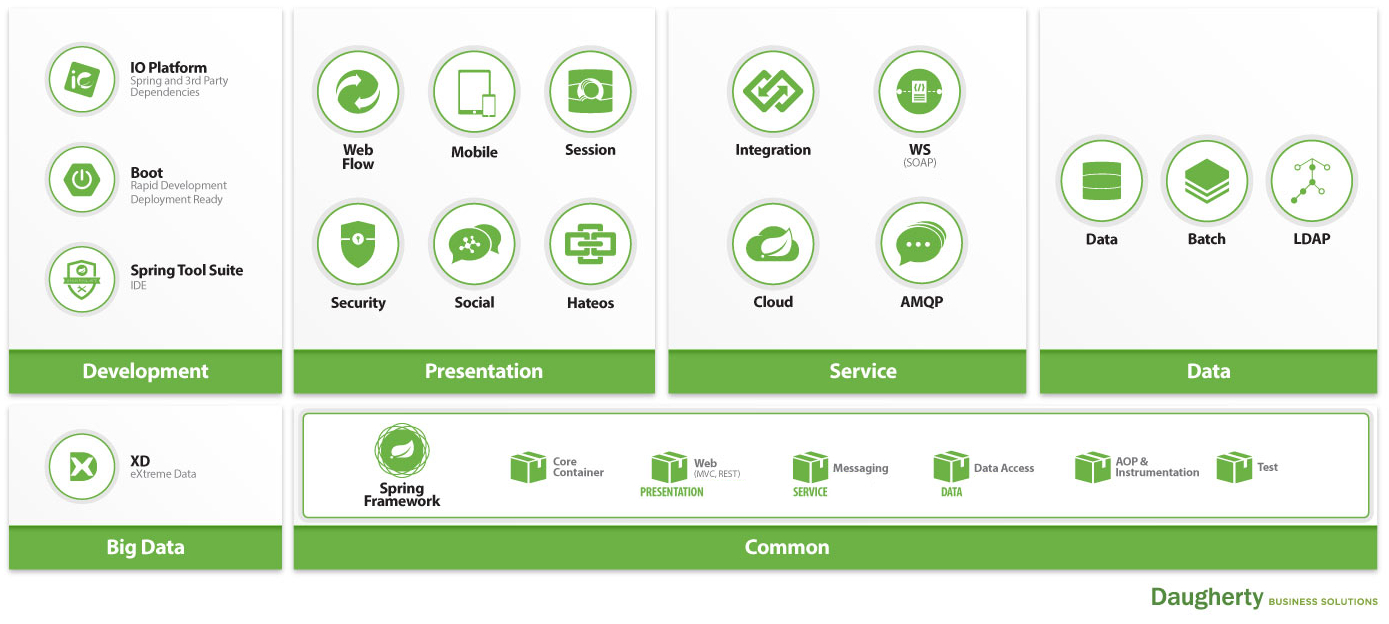 IO Platform
Spring and 3rd Party
Dependencies
Boot
Rapid Development
Deployment Ready
Spring Tool Suite
IDE
Development
Web
Flow
Mobile
Session
Security
Social
Hateos
Presentation
Integration
WS
(SOAP)
Cloud
AMQP
Service
Data
Batch
LDAP
Data
XD
eXtreme Data
Big Data
Spring
Framework
Core
Container
Web
(MVC, REST)
PRESENTATION
Messaging
SERVICE
Data Access
DATA
AOP &
Instrumentation
Test
Common
Daugherty BUSINESS SOLUTIONS